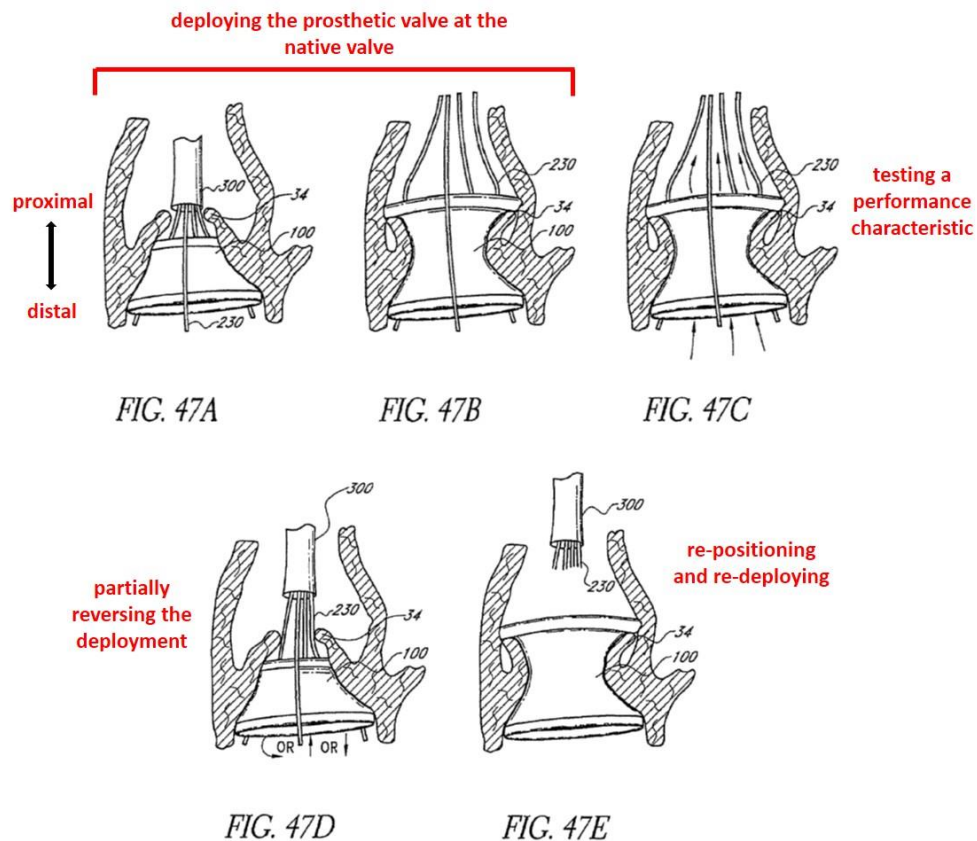 deploying the prosthetic valve at the
native valve
proximal
distal
300
34
100
230
FIG. 47A
230
34
100
FIG. 47B
230
34
100
FIG. 47C
testing a
performance
characteristic
partially
reversing the
deployment
300
230
34
100
OR
OR
FIG. 47D
300
230
34
100
FIG. 47E
re-positioning
and re-deploying